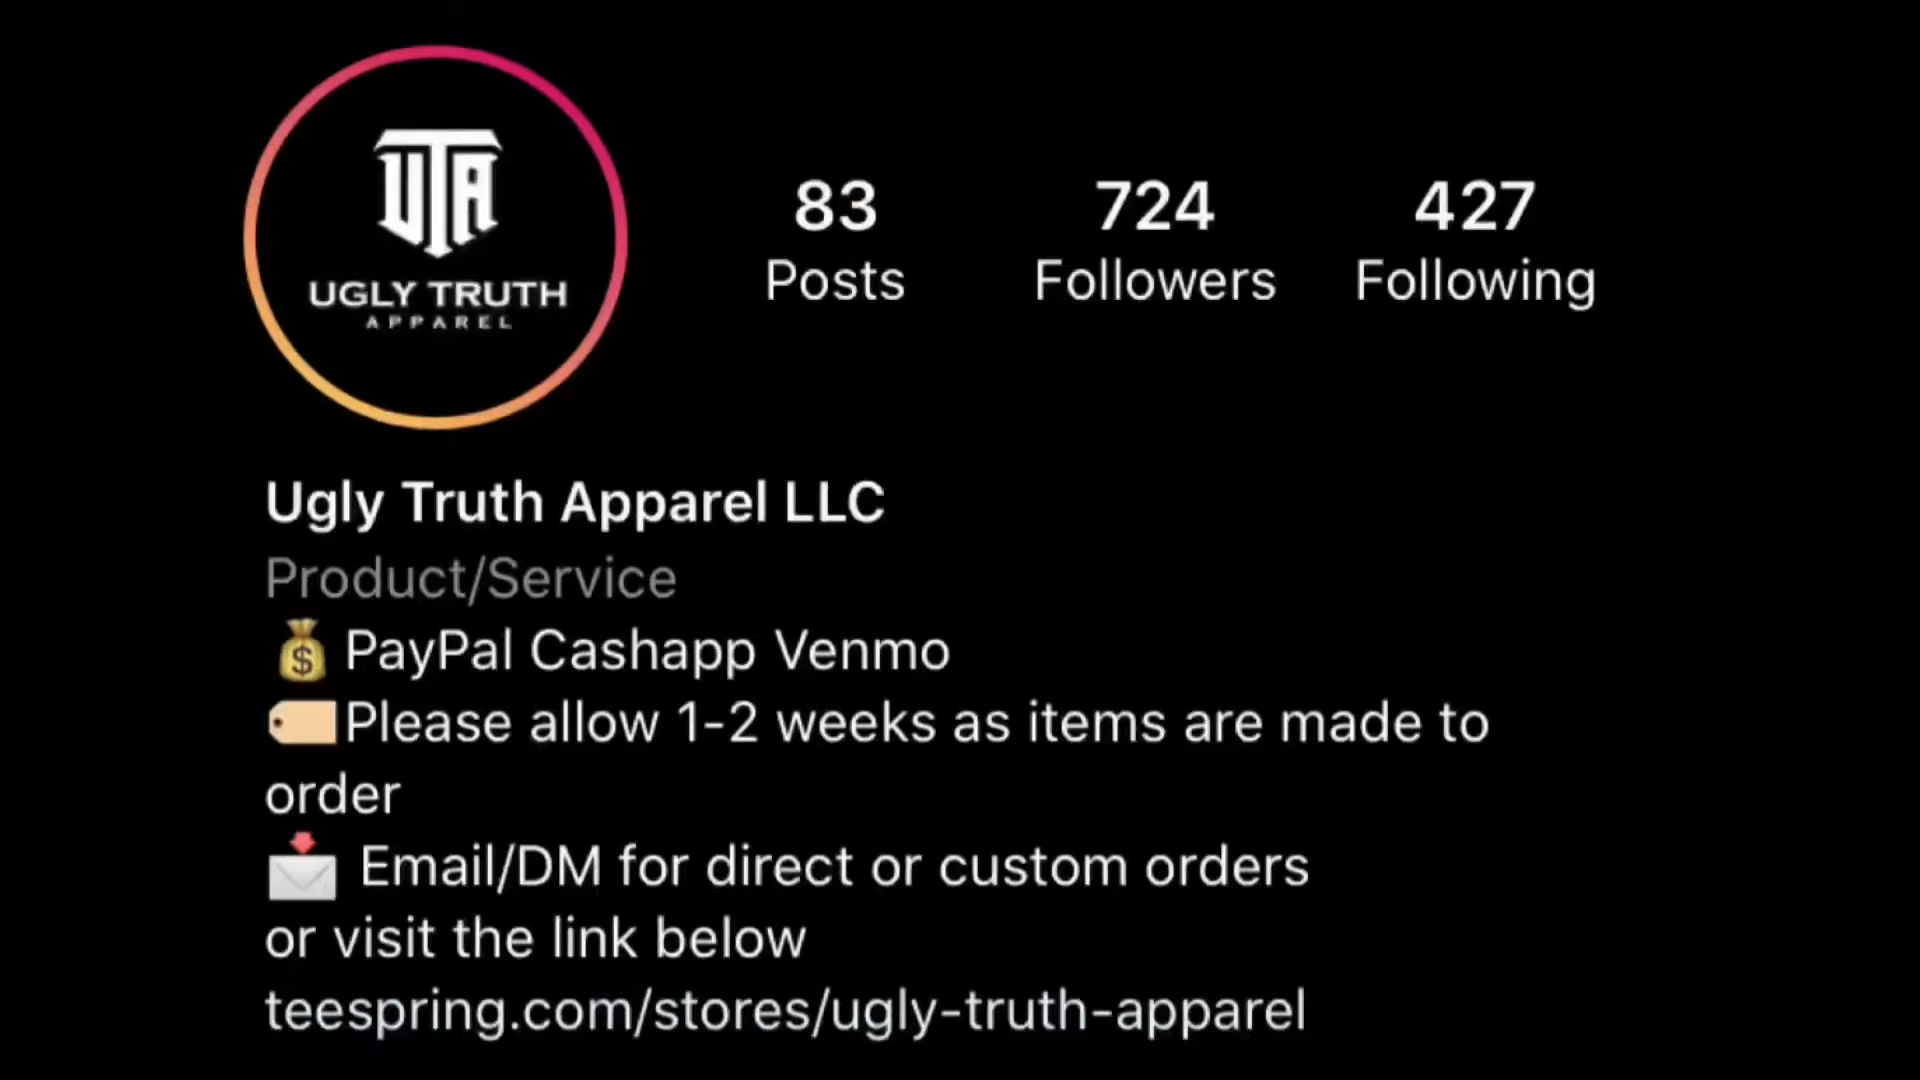 UTA
UGLY TRUTH
APPAREL
83
Posts
724
Followers
427
Following
Ugly Truth Apparel LLC
Product/Service
💰 PayPal Cashapp Venmo
🏷️Please allow 1-2 weeks as items are made to
order
📩 Email/DM for direct or custom orders
or visit the link below
teespring.com/stores/ugly-truth-apparel